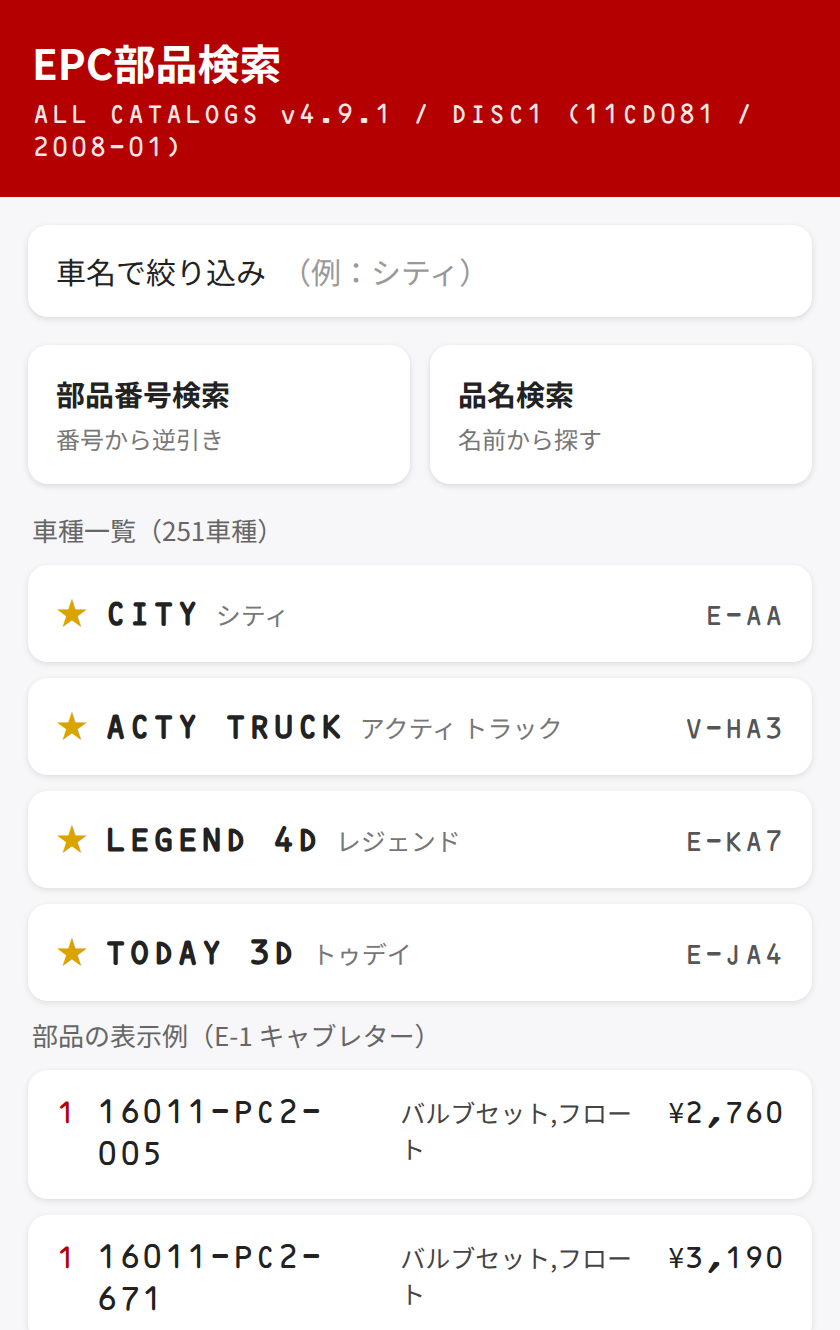 EPC部品検索
ALL CATALOGS v4.9.1 / DISC1 (11CD081 /
2008-01)
車名で絞り込み （例：シティ）
部品番号検索
番号から逆引き
品名検索
名前から探す
車種一覧（251車種）
★ CITY シティ E-AA
★ ACTY TRUCK アクティ トラック V-HA3
★ LEGEND 4D レジェンド E-KA7
★ TODAY 3D トゥデイ E-JA4
部品の表示例（E-1 キャブレター）
1 16011-PC2- バルブセット,フロー ¥2,760
005 ト
1 16011-PC2- バルブセット,フロー ¥3,190
671 ト